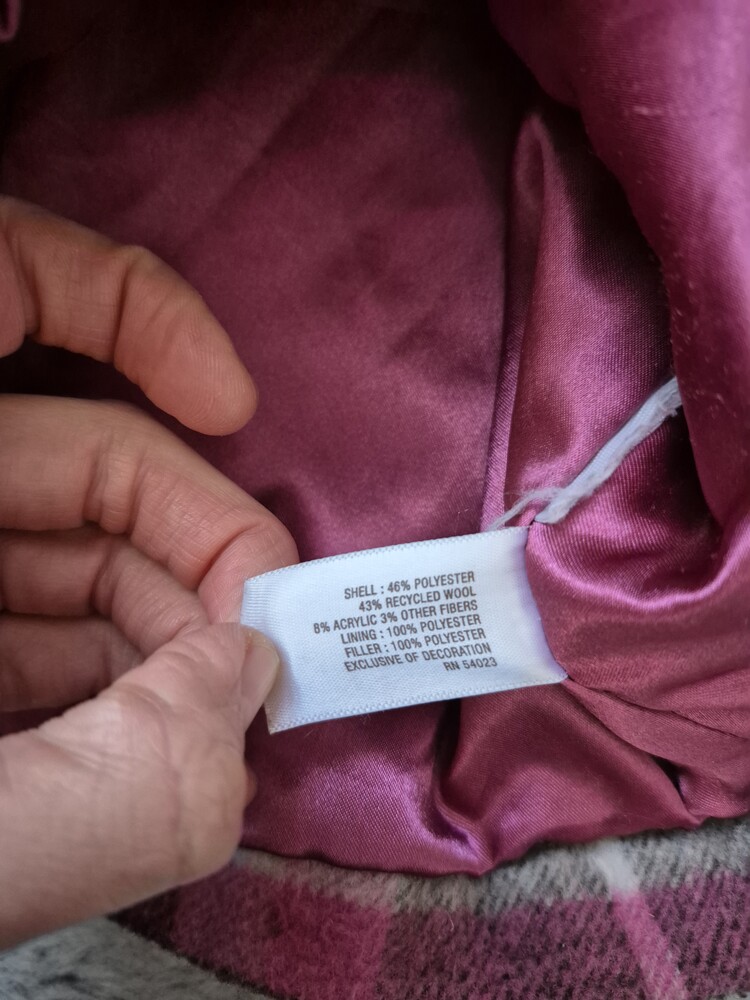 SHELL : 46% POLYESTER
43% RECYCLED WOOL
8% ACRYLIC 3% OTHER FIBERS
LINING : 100% POLYESTER
FILLER : 100% POLYESTER
EXCLUSIVE OF DECORATION
RN 54023